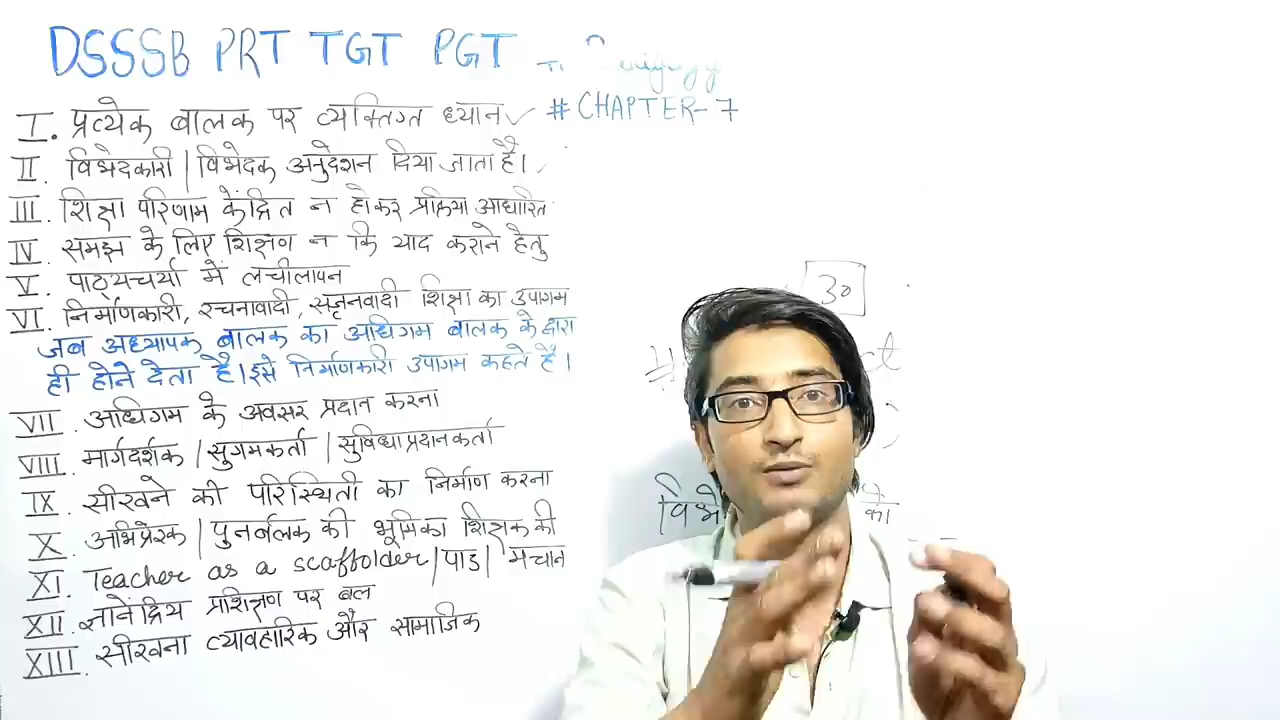 DSSSB PRT TGT PGT
# CHAPTER-7
I. प्रत्येक बालक पर व्यक्तिगत ध्यान ✓
II. विभेदकारी | विभेदक अनुदेशन दिया जाता है। ✓
III. शिक्षा परिणाम केंद्रित न होकर प्रक्रिया आधारित
IV. समझ के लिए शिक्षण न कि याद कराने हेतु
V. पाठ्यचर्या में लचीलापन
VI. निर्माणकारी, रचनावादी, सृजनवादी शिक्षा का उपागम
जब अध्यापक बालक का अधिगम बालक के द्वारा
ही होने देता है। इसे निर्माणकारी उपागम कहते है।
VII. अधिगम के अवसर प्रदान करना
VIII. मार्गदर्शक | सुगमकर्ता | सुविधाप्रदानकर्ता
IX. सीखने की परिस्थिती का निर्माण करना
X. अभिप्रेरक | पुनर्बलक की भूमिका शिक्षक की
XI. Teacher as a scaffolder | पाड | मचान
XII. ज्ञानेंद्रिय प्रशिक्षण पर बल
XIII. सीखना व्यावहारिक और सामाजिक
30